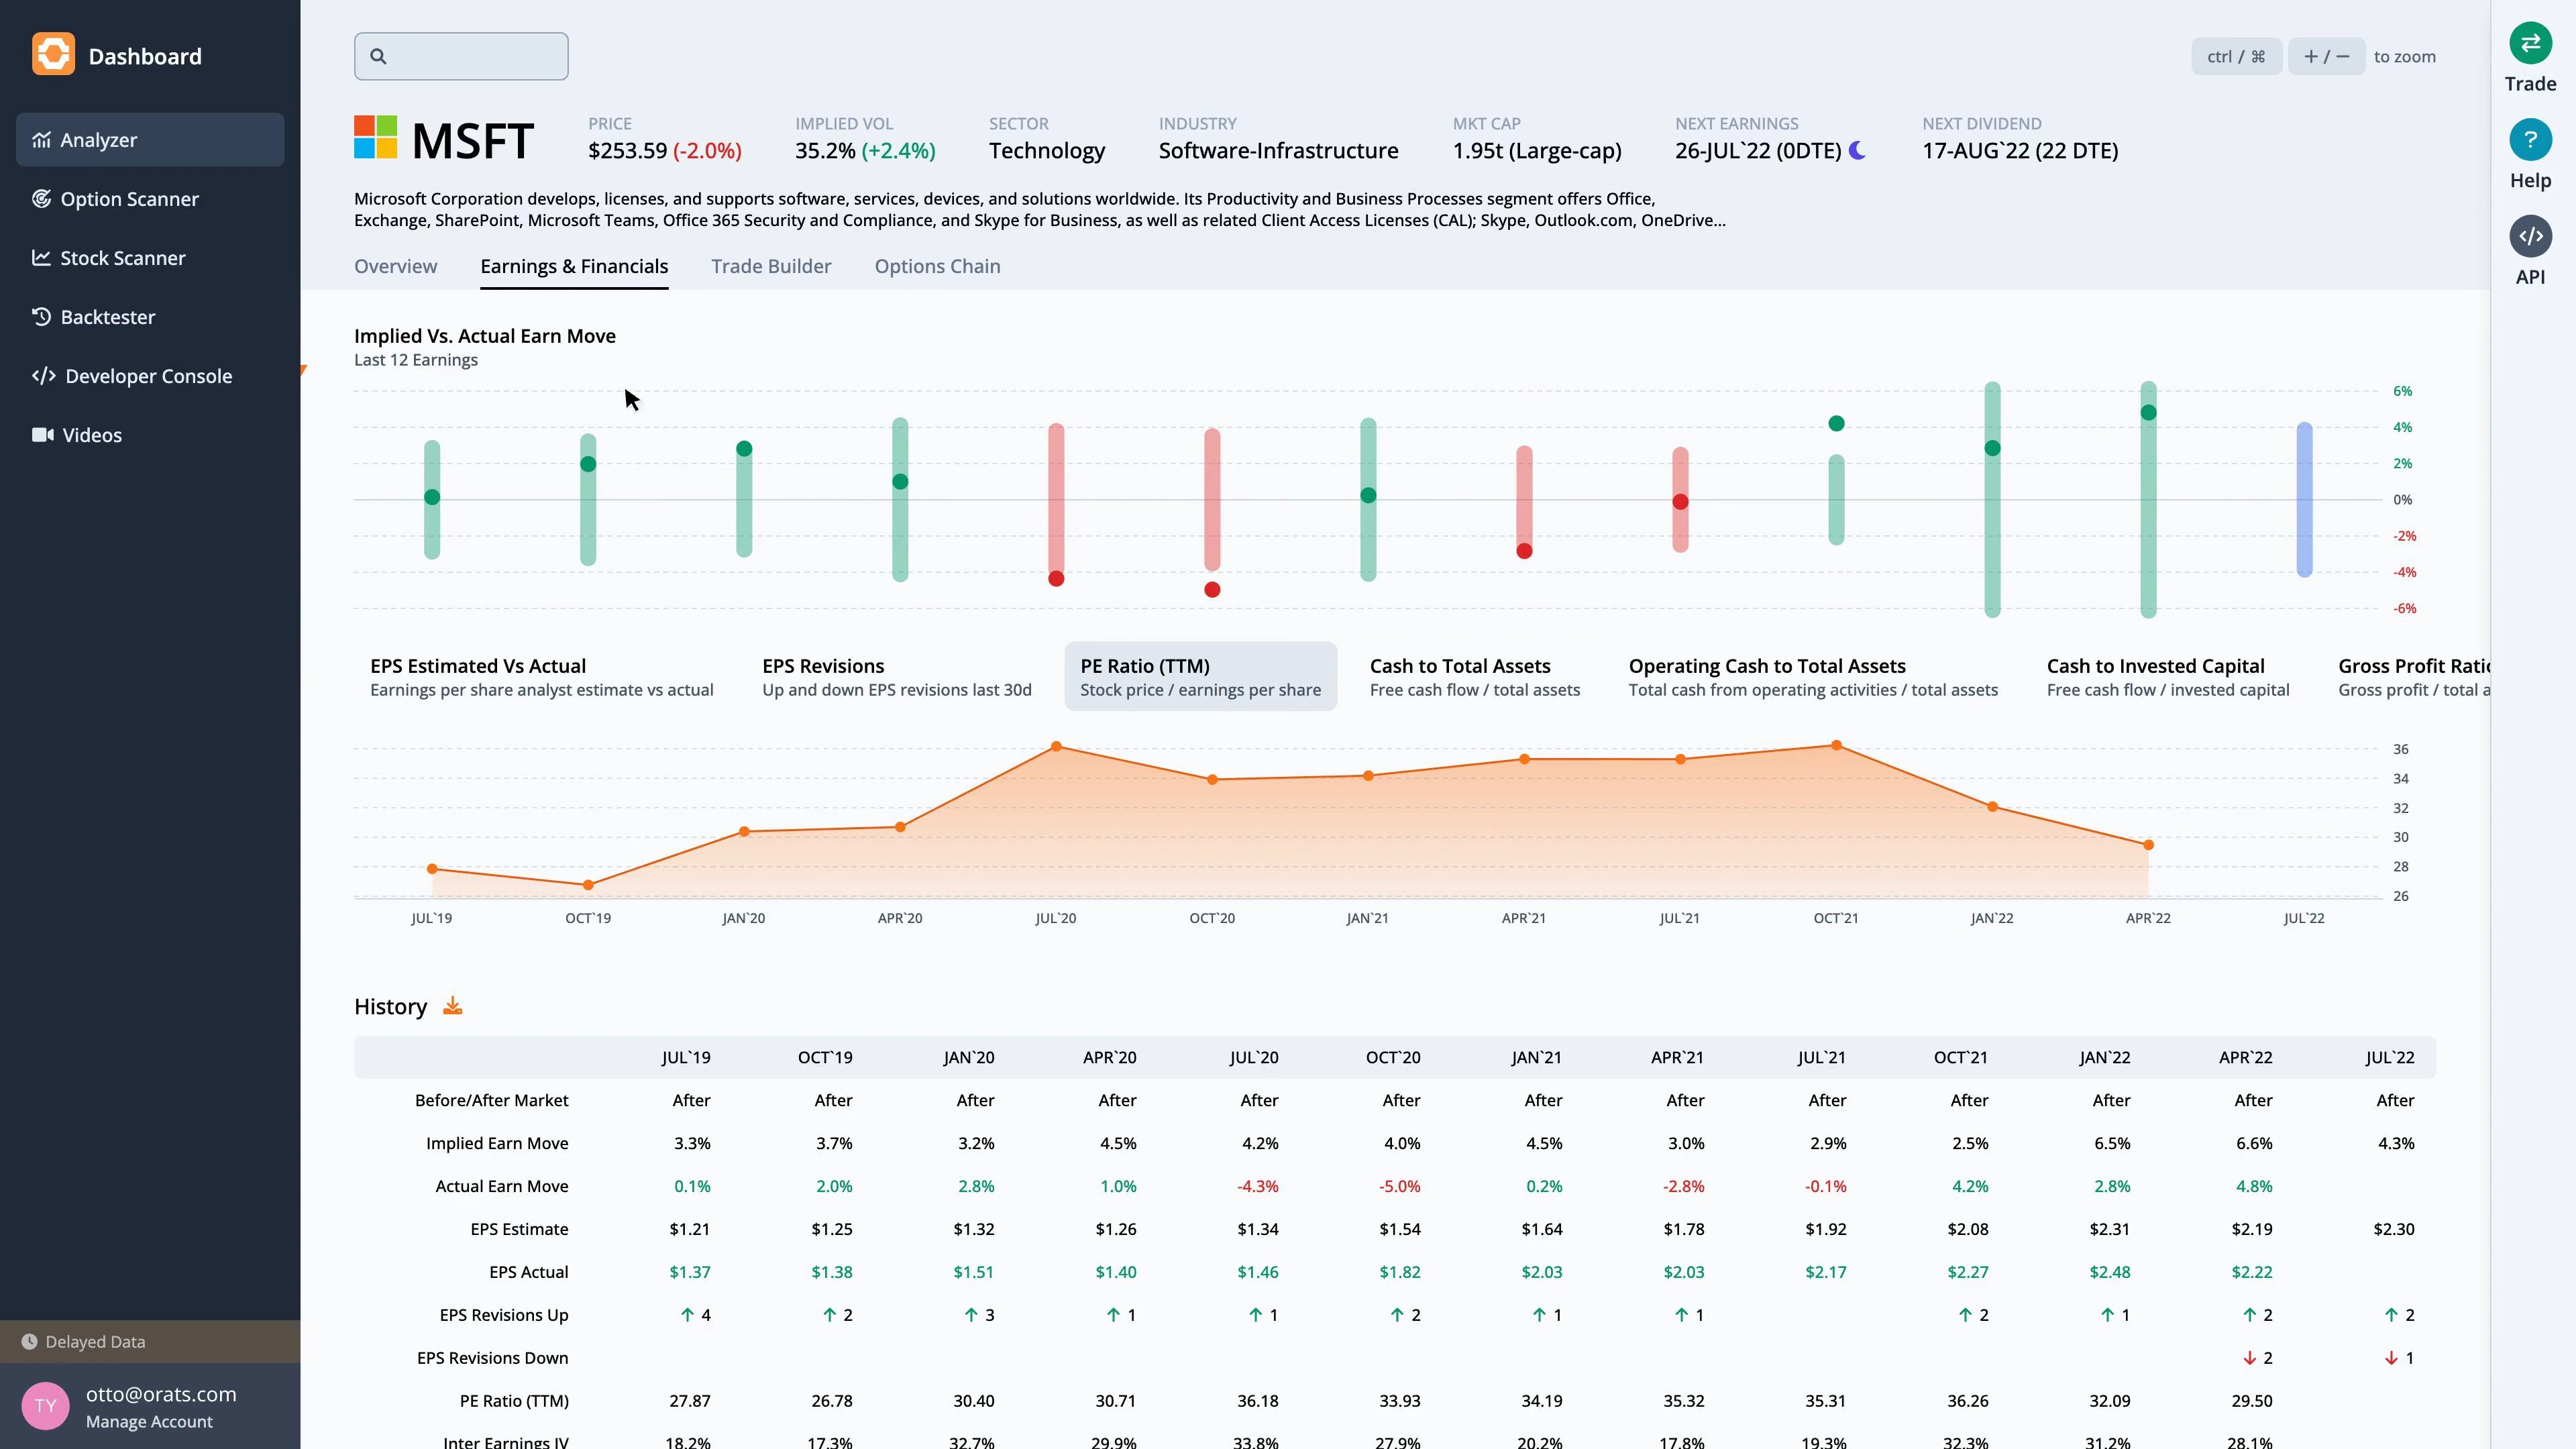 Dashboard
Analyzer
Option Scanner
Stock Scanner
Backtester
Developer Console
Videos
Delayed Data
TY
otto@orats.com
Manage Account
ctrl / ⌘ + / − to zoom
Trade
?
Help
API
MSFT
PRICE
$253.59 (-2.0%)
IMPLIED VOL
35.2% (+2.4%)
SECTOR
Technology
INDUSTRY
Software-Infrastructure
MKT CAP
1.95t (Large-cap)
NEXT EARNINGS
26-JUL`22 (0DTE)
NEXT DIVIDEND
17-AUG`22 (22 DTE)
Microsoft Corporation develops, licenses, and supports software, services, devices, and solutions worldwide. Its Productivity and Business Processes segment offers Office,
Exchange, SharePoint, Microsoft Teams, Office 365 Security and Compliance, and Skype for Business, as well as related Client Access Licenses (CAL); Skype, Outlook.com, OneDrive...
Overview Earnings & Financials Trade Builder Options Chain
Implied Vs. Actual Earn Move
Last 12 Earnings
6%
4%
2%
0%
-2%
-4%
-6%
EPS Estimated Vs Actual
Earnings per share analyst estimate vs actual
EPS Revisions
Up and down EPS revisions last 30d
PE Ratio (TTM)
Stock price / earnings per share
Cash to Total Assets
Free cash flow / total assets
Operating Cash to Total Assets
Total cash from operating activities / total assets
Cash to Invested Capital
Free cash flow / invested capital
Gross Profit Ratio
Gross profit / total a
36
34
32
30
28
26
JUL`19 OCT`19 JAN`20 APR`20 JUL`20 OCT`20 JAN`21 APR`21 JUL`21 OCT`21 JAN`22 APR`22 JUL`22
History
JUL`19 OCT`19 JAN`20 APR`20 JUL`20 OCT`20 JAN`21 APR`21 JUL`21 OCT`21 JAN`22 APR`22 JUL`22
Before/After Market After After After After After After After After After After After After After
Implied Earn Move 3.3% 3.7% 3.2% 4.5% 4.2% 4.0% 4.5% 3.0% 2.9% 2.5% 6.5% 6.6% 4.3%
Actual Earn Move 0.1% 2.0% 2.8% 1.0% -4.3% -5.0% 0.2% -2.8% -0.1% 4.2% 2.8% 4.8%
EPS Estimate $1.21 $1.25 $1.32 $1.26 $1.34 $1.54 $1.64 $1.78 $1.92 $2.08 $2.31 $2.19 $2.30
EPS Actual $1.37 $1.38 $1.51 $1.40 $1.46 $1.82 $2.03 $2.03 $2.17 $2.27 $2.48 $2.22
EPS Revisions Up ↑ 4 ↑ 2 ↑ 3 ↑ 1 ↑ 1 ↑ 2 ↑ 1 ↑ 1 ↑ 2 ↑ 1 ↑ 2 ↑ 2
EPS Revisions Down ↓ 2 ↓ 1
PE Ratio (TTM) 27.87 26.78 30.40 30.71 36.18 33.93 34.19 35.32 35.31 36.26 32.09 29.50
Inter Earnings IV 18.2% 17.3% 32.7% 29.9% 33.8% 27.9% 20.2% 17.8% 19.3% 32.3% 31.2% 28.1%